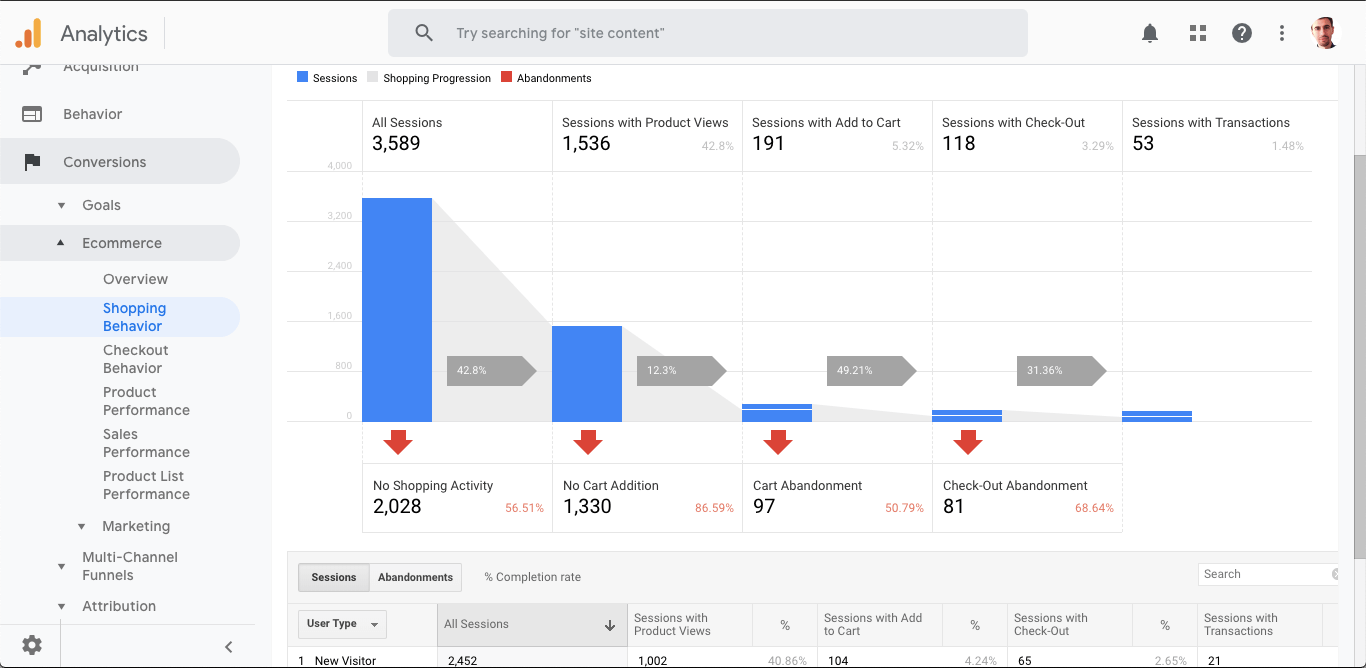 Analytics
Try searching for "site content"
Acquisition
Behavior
Conversions
Goals
Ecommerce
Overview
Shopping
Behavior
Checkout
Behavior
Product
Performance
Sales
Performance
Product List
Performance
Marketing
Multi-Channel
Funnels
Attribution
Sessions Shopping Progression Abandonments
All Sessions
3,589
Sessions with Product Views
1,536 42.8%
Sessions with Add to Cart
191 5.32%
Sessions with Check-Out
118 3.29%
Sessions with Transactions
53 1.48%
4,000
3,200
2,400
1,600
800
0
42.8% 12.3% 49.21% 31.36%
No Shopping Activity
2,028 56.51%
No Cart Addition
1,330 86.59%
Cart Abandonment
97 50.79%
Check-Out Abandonment
81 68.64%
Sessions Abandonments % Completion rate
Search
User Type
All Sessions
Sessions with
Product Views
%
Sessions with Add
to Cart
%
Sessions with
Check-Out
%
Sessions with
Transactions
1 New Visitor 2,452 1,002 40.86% 104 4.24% 65 2.65% 21